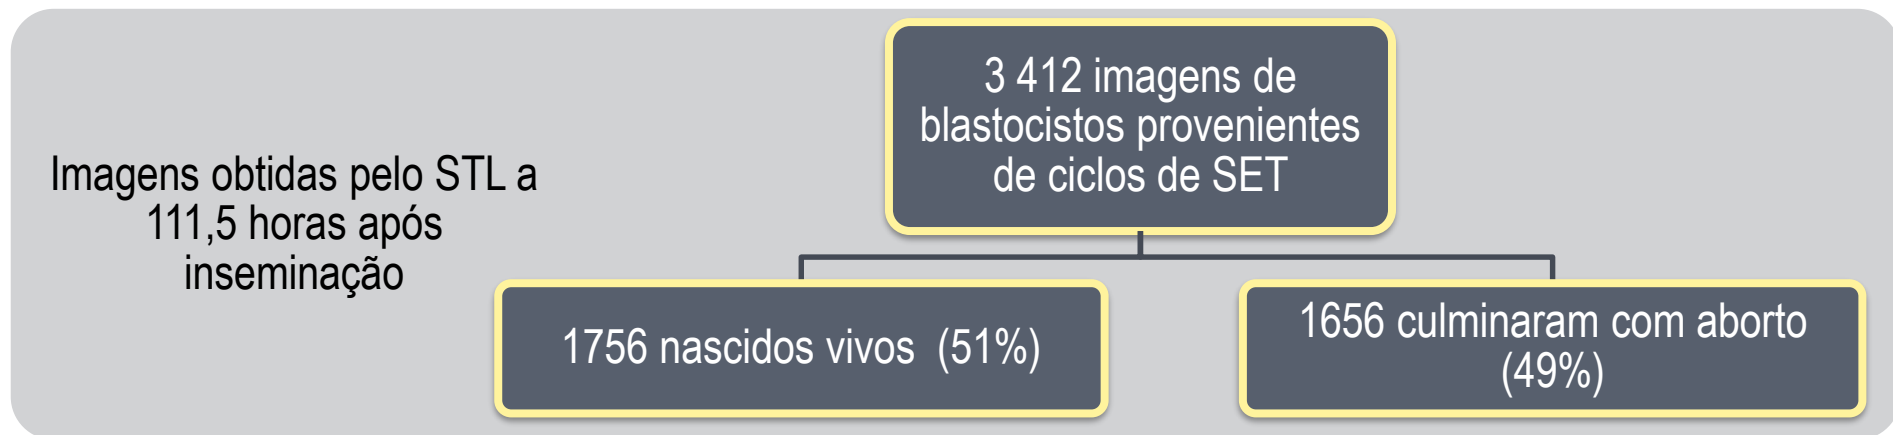 Imagens obtidas pelo STL a
111,5 horas após
inseminação
3 412 imagens de
blastocistos provenientes
de ciclos de SET
1756 nascidos vivos (51%)
1656 culminaram com aborto
(49%)